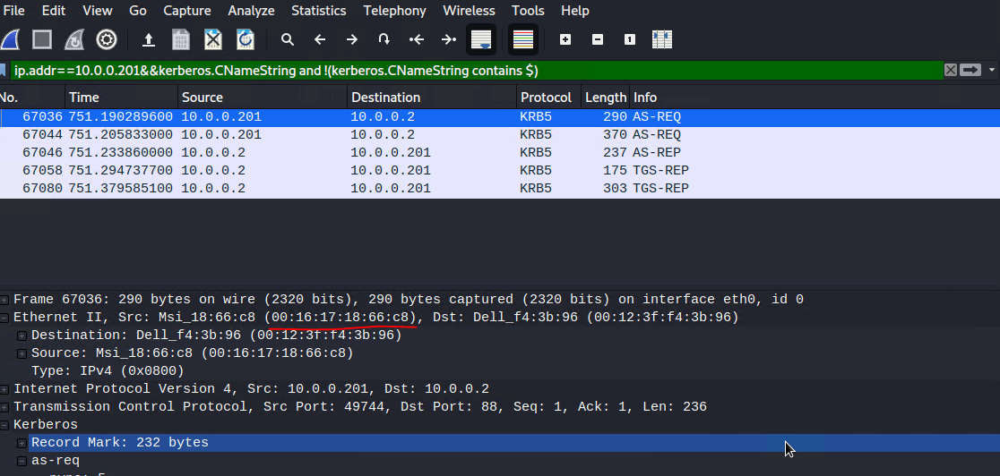 File Edit View Go Capture Analyze Statistics Telephony Wireless Tools Help
ip.addr==10.0.0.201&&kerberos.CNameString and !(kerberos.CNameString contains $)
No. Time Source Destination Protocol Length Info
67036 751.190289600 10.0.0.201 10.0.0.2 KRB5 290 AS-REQ
67044 751.205833000 10.0.0.201 10.0.0.2 KRB5 370 AS-REQ
67046 751.233860000 10.0.0.2 10.0.0.201 KRB5 237 AS-REP
67058 751.294737700 10.0.0.2 10.0.0.201 KRB5 175 TGS-REP
67080 751.379585100 10.0.0.2 10.0.0.201 KRB5 303 TGS-REP
Frame 67036: 290 bytes on wire (2320 bits), 290 bytes captured (2320 bits) on interface eth0, id 0
Ethernet II, Src: Msi_18:66:c8 (00:16:17:18:66:c8), Dst: Dell_f4:3b:96 (00:12:3f:f4:3b:96)
Destination: Dell_f4:3b:96 (00:12:3f:f4:3b:96)
Source: Msi_18:66:c8 (00:16:17:18:66:c8)
Type: IPv4 (0x0800)
Internet Protocol Version 4, Src: 10.0.0.201, Dst: 10.0.0.2
Transmission Control Protocol, Src Port: 49744, Dst Port: 88, Seq: 1, Ack: 1, Len: 236
Kerberos
Record Mark: 232 bytes
as-req